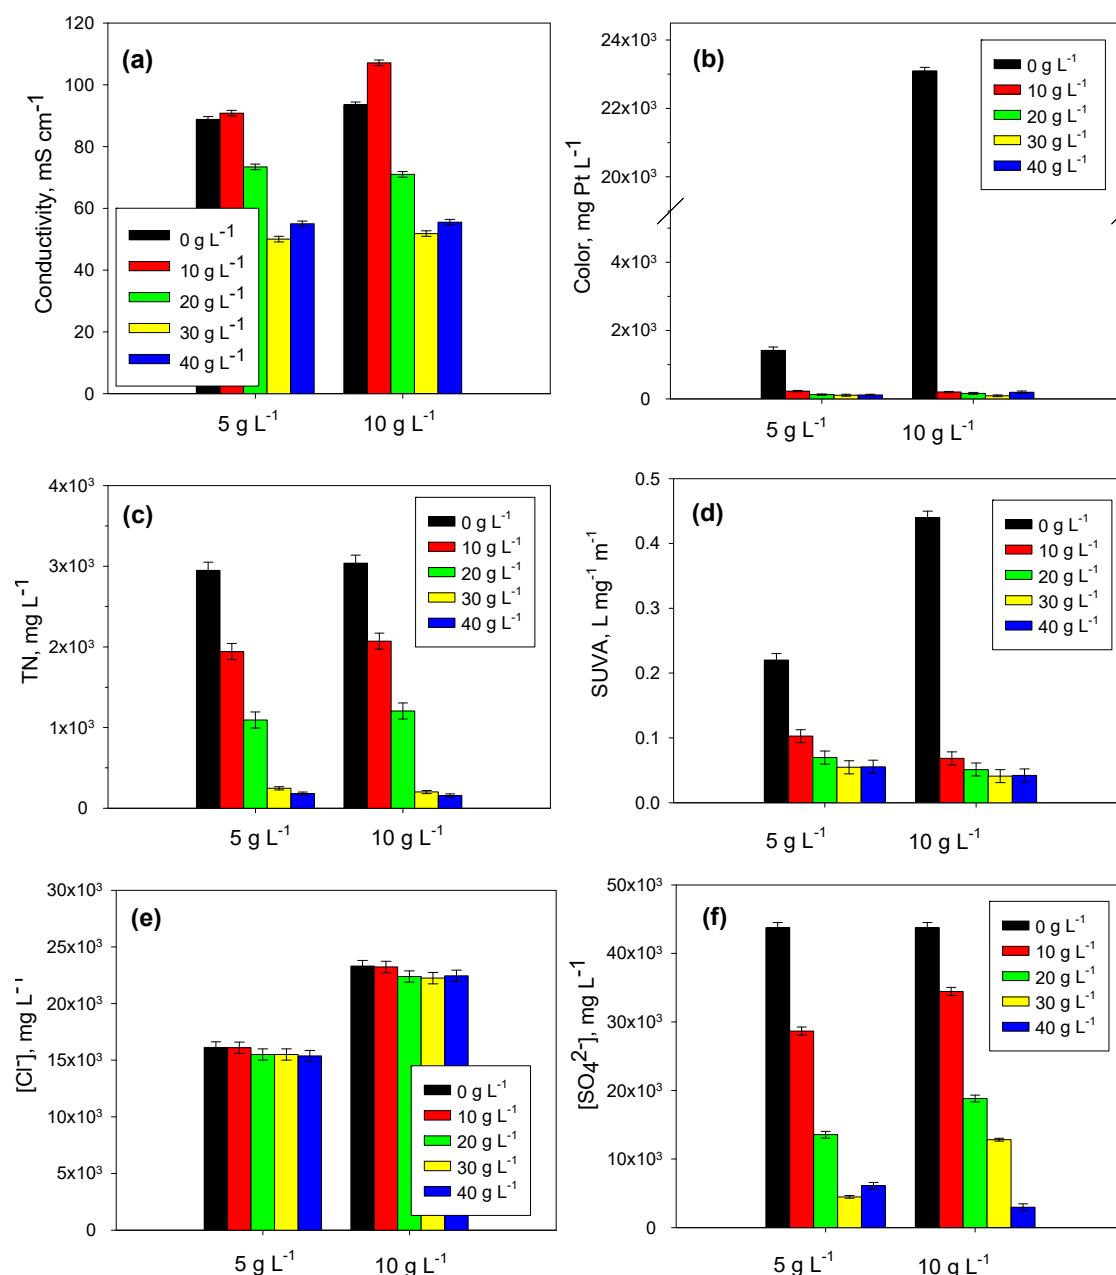 (a)
Conductivity, mS cm⁻¹
120
100
80
60
40
20
0
0 g L⁻¹
10 g L⁻¹
20 g L⁻¹
30 g L⁻¹
40 g L⁻¹
5 g L⁻¹
10 g L⁻¹
(b)
Color, mg Pt L⁻¹
24x10³
22x10³
20x10³
4x10³
2x10³
0
0 g L⁻¹
10 g L⁻¹
20 g L⁻¹
30 g L⁻¹
40 g L⁻¹
5 g L⁻¹
10 g L⁻¹
(c)
TN, mg L⁻¹
4x10³
3x10³
2x10³
1x10³
0
0 g L⁻¹
10 g L⁻¹
20 g L⁻¹
30 g L⁻¹
40 g L⁻¹
5 g L⁻¹
10 g L⁻¹
(d)
SUVA, L mg⁻¹ m⁻¹
0.5
0.4
0.3
0.2
0.1
0.0
0 g L⁻¹
10 g L⁻¹
20 g L⁻¹
30 g L⁻¹
40 g L⁻¹
5 g L⁻¹
10 g L⁻¹
(e)
[Cl⁻], mg L⁻¹
30x10³
25x10³
20x10³
15x10³
10x10³
5x10³
0
0 g L⁻¹
10 g L⁻¹
20 g L⁻¹
30 g L⁻¹
40 g L⁻¹
5 g L⁻¹
10 g L⁻¹
(f)
[SO₄²⁻], mg L⁻¹
50x10³
40x10³
30x10³
20x10³
10x10³
0
0 g L⁻¹
10 g L⁻¹
20 g L⁻¹
30 g L⁻¹
40 g L⁻¹
5 g L⁻¹
10 g L⁻¹